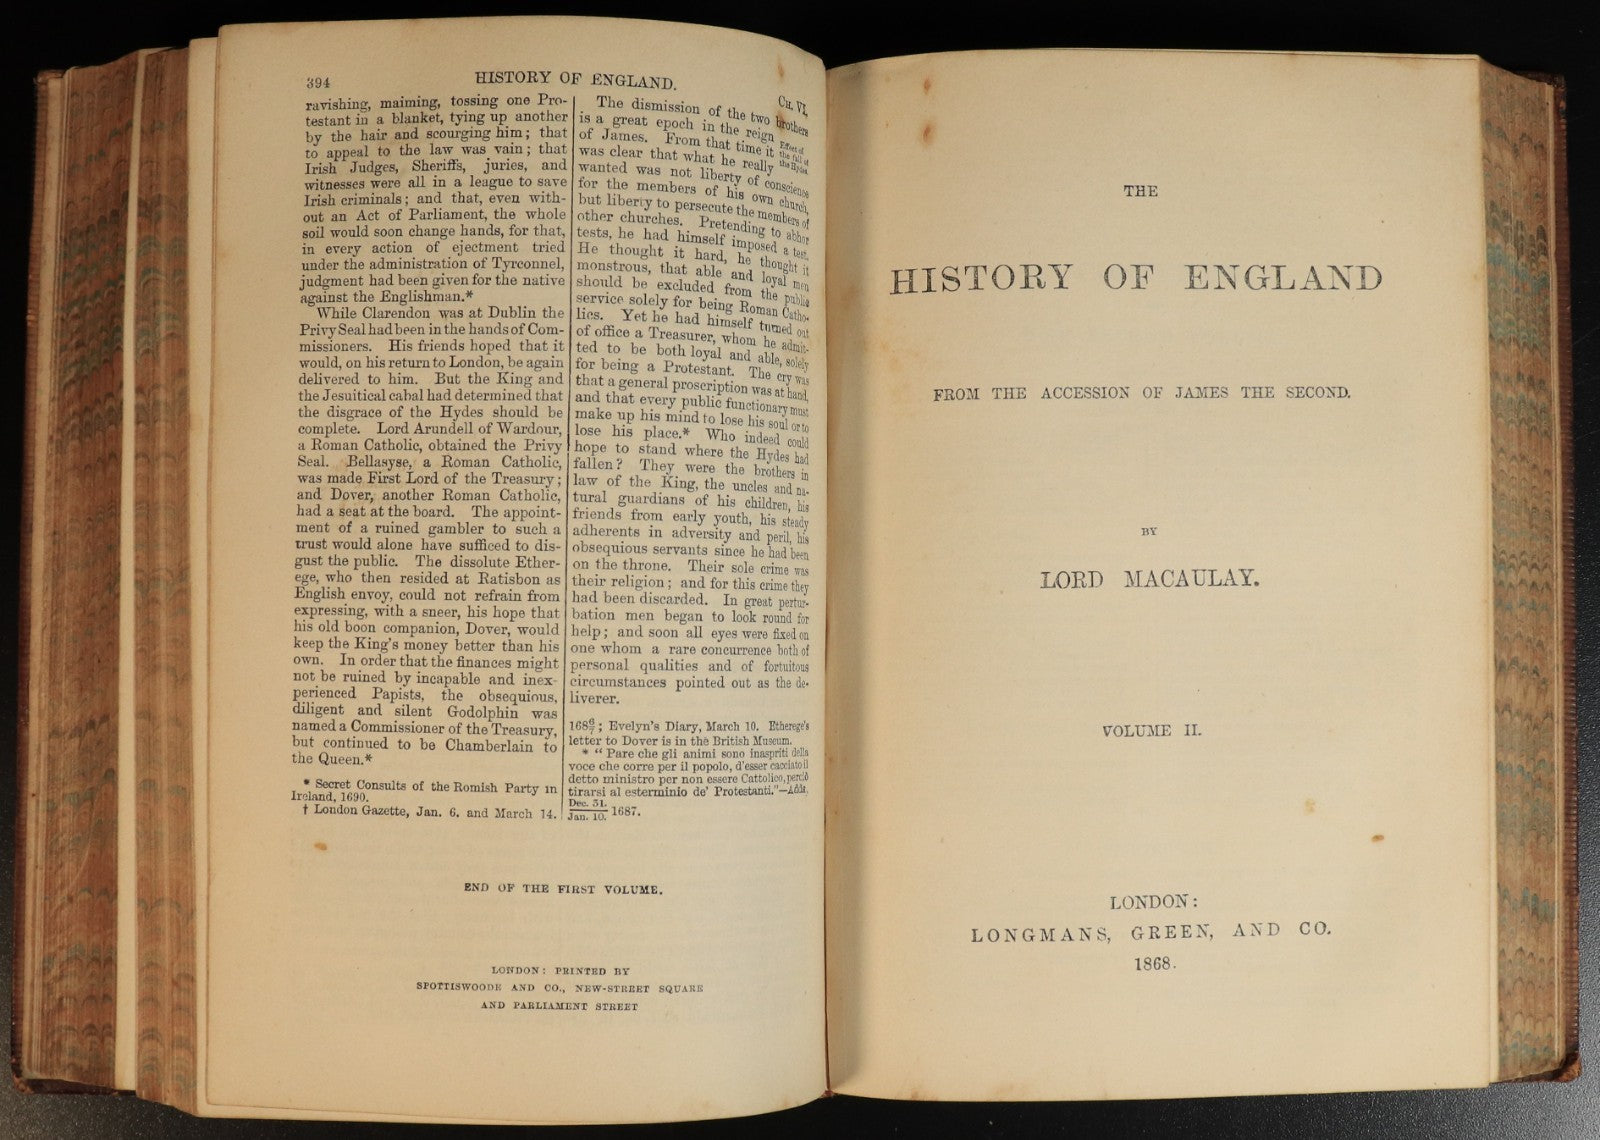 394
HISTORY OF ENGLAND.
CH. VI.
ravishing, maiming, tossing one Pro-
testant in a blanket, tying up another
by the hair and scourging him; that
to appeal to the law was vain; that
Irish Judges, Sheriffs, juries, and
witnesses were all in a league to save
Irish criminals; and that, even with-
out an Act of Parliament, the whole
soil would soon change hands, for that,
in every action of ejectment tried
under the administration of Tyrconnel,
judgment had been given for the native
against the Englishman.*
While Clarendon was at Dublin the
Privy Seal had been in the hands of Com-
missioners. His friends hoped that it
would, on his return to London, be again
delivered to him. But the King and
the Jesuitical cabal had determined that
the disgrace of the Hydes should be
complete. Lord Arundell of Wardour,
a Roman Catholic, obtained the Privy
Seal. Bellasyse, a Roman Catholic,
was made First Lord of the Treasury;
and Dover, another Roman Catholic,
had a seat at the board. The appoint-
ment of a ruined gambler to such a
trust would alone have sufficed to dis-
gust the public. The dissolute Ether-
ege, who then resided at Ratisbon as
English envoy, could not refrain from
expressing, with a sneer, his hope that
his old boon companion, Dover, would
keep the King's money better than his
own. In order that the finances might
not be ruined by incapable and inex-
perienced Papists, the obsequious,
diligent and silent Godolphin was
named a Commissioner of the Treasury,
but continued to be Chamberlain to
the Queen.*
* Secret Consults of the Romish Party in
Ireland, 1690.
† London Gazette, Jan. 6. and March 14.
The dismission of the two brothers
is a great epoch in the reign
of James. From that time it
was clear that what he really
Effect of
the fall of
the Hydes.
wanted was not liberty of conscience
for the members of his own church,
but liberty to persecute the members of
other churches. Pretending to abhor
tests, he had himself imposed a test.
He thought it hard, he thought it
monstrous, that able and loyal men
should be excluded from the public
service solely for being Roman Catho-
lics. Yet he had himself turned out
of office a Treasurer, whom he admit-
ted to be both loyal and able, solely
for being a Protestant. The cry was
that a general proscription was at hand,
and that every public functionary must
make up his mind to lose his soul or to
lose his place.* Who indeed could
hope to stand where the Hydes had
fallen? They were the brothers in
law of the King, the uncles and na-
tural guardians of his children, his
friends from early youth, his steady
adherents in adversity and peril, his
obsequious servants since he had been
on the throne. Their sole crime was
their religion; and for this crime they
had been discarded. In great pertur-
bation men began to look round for
help; and soon all eyes were fixed on
one whom a rare concurrence both of
personal qualities and of fortuitous
circumstances pointed out as the de-
liverer.
168 6/7; Evelyn's Diary, March 10. Etherege's
letter to Dover is in the British Museum.
* "Pare che gli animi sono inaspriti della
voce che corre per il popolo, d'esser cacciato il
detto ministro per non essere Cattolico, perciò
tirarsi al esterminio de' Protestanti."—Adda,
Dec. 31.
Jan. 10. 1687.
END OF THE FIRST VOLUME.
LONDON: PRINTED BY
SPOTTISWOODE AND CO., NEW-STREET SQUARE
AND PARLIAMENT STREET
THE
HISTORY OF ENGLAND
FROM THE ACCESSION OF JAMES THE SECOND.
BY
LORD MACAULAY.
VOLUME II.
LONDON:
LONGMANS, GREEN, AND CO.
1868.